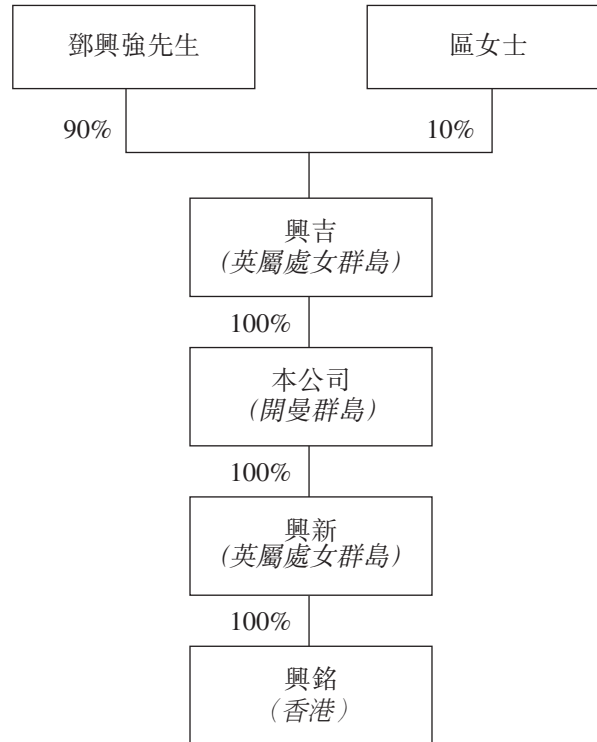 鄧興強先生
區女士
90%
10%
興吉
(英屬處女群島)
100%
本公司
(開曼群島)
100%
興新
(英屬處女群島)
100%
興銘
(香港)